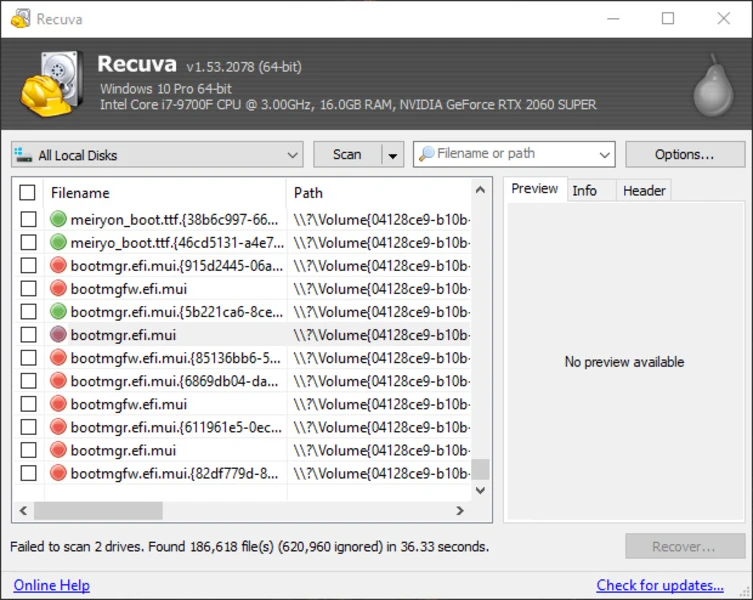 Recuva
Recuva v1.53.2078 (64-bit)
Windows 10 Pro 64-bit
Intel Core i7-9700F CPU @ 3.00GHz, 16.0GB RAM, NVIDIA GeForce RTX 2060 SUPER
All Local Disks Scan Filename or path Options...
Filename Path Preview Info Header
meiryon_boot.ttf.{38b6c997-66... \\?\Volume{04128ce9-b10b-
meiryo_boot.ttf.{46cd5131-a4e7... \\?\Volume{04128ce9-b10b-
bootmgr.efi.mui.{915d2445-06a... \\?\Volume{04128ce9-b10b-
bootmgfw.efi.mui \\?\Volume{04128ce9-b10b-
bootmgr.efi.mui.{5b221ca6-8ce... \\?\Volume{04128ce9-b10b-
bootmgr.efi.mui \\?\Volume{04128ce9-b10b-
bootmgfw.efi.mui.{85136bb6-5... \\?\Volume{04128ce9-b10b-
No preview available
bootmgr.efi.mui.{6869db04-da... \\?\Volume{04128ce9-b10b-
bootmgfw.efi.mui \\?\Volume{04128ce9-b10b-
bootmgr.efi.mui.{611961e5-0ec... \\?\Volume{04128ce9-b10b-
bootmgr.efi.mui \\?\Volume{04128ce9-b10b-
bootmgfw.efi.mui.{82df779d-8... \\?\Volume{04128ce9-b10b-
Failed to scan 2 drives. Found 186,618 file(s) (620,960 ignored) in 36.33 seconds. Recover...
Online Help Check for updates...